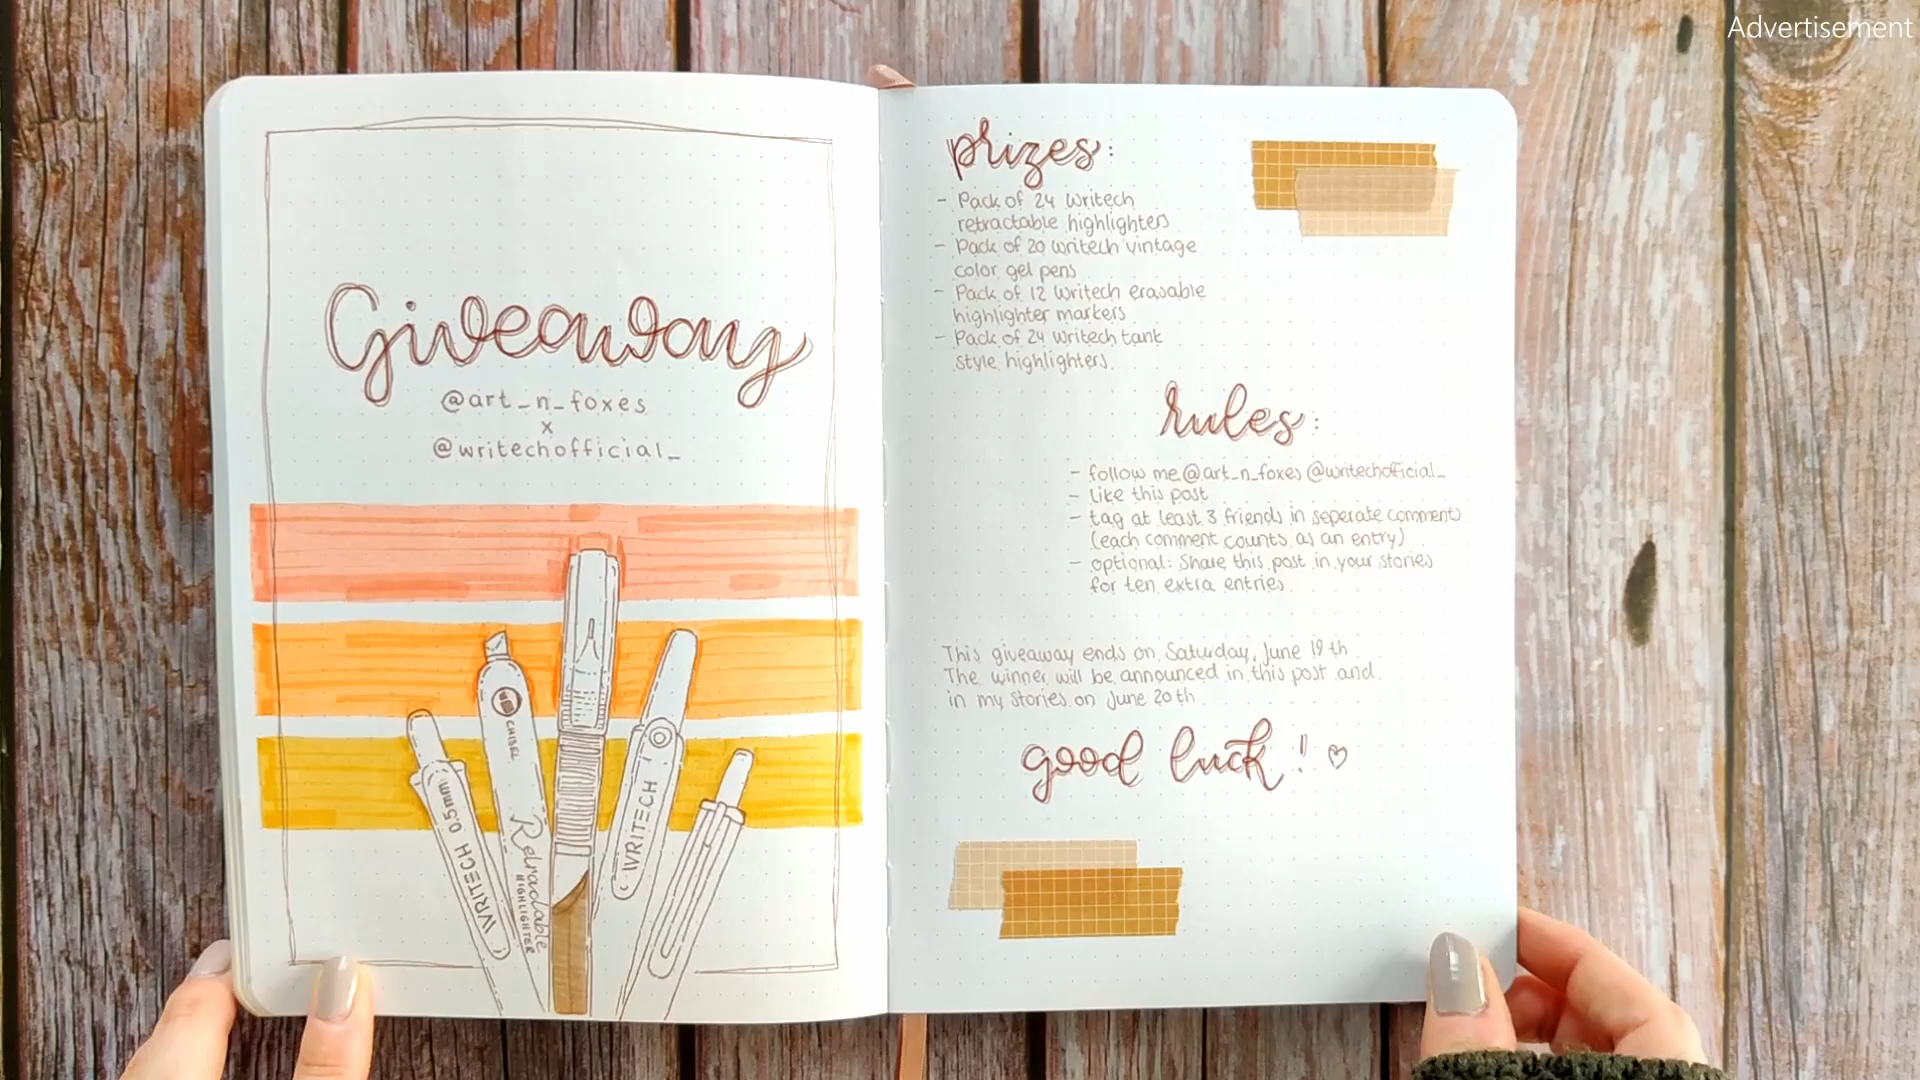 Advertisement
Giveaway
@art_n_foxes
x
@writechofficial_
CHISEL
WRITECH 0.5mm
Retractable
HIGHLIGHTER
WRITECH
prizes:
- Pack of 24 writech
retractable highlighters
- Pack of 20 writech vintage
color gel pens
- Pack of 12 writech erasable
highlighter markers
- Pack of 24 writech tank
style highlighters
rules:
- follow me @art_n_foxes @writechofficial_
- like this post
- tag at least 3 friends in seperate comments
(each comment counts as an entry)
- optional: Share this post in your stories
for ten extra entries
This giveaway ends on Saturday, June 19th
The winner will be announced in this post and
in my stories on June 20th
good luck! ♡